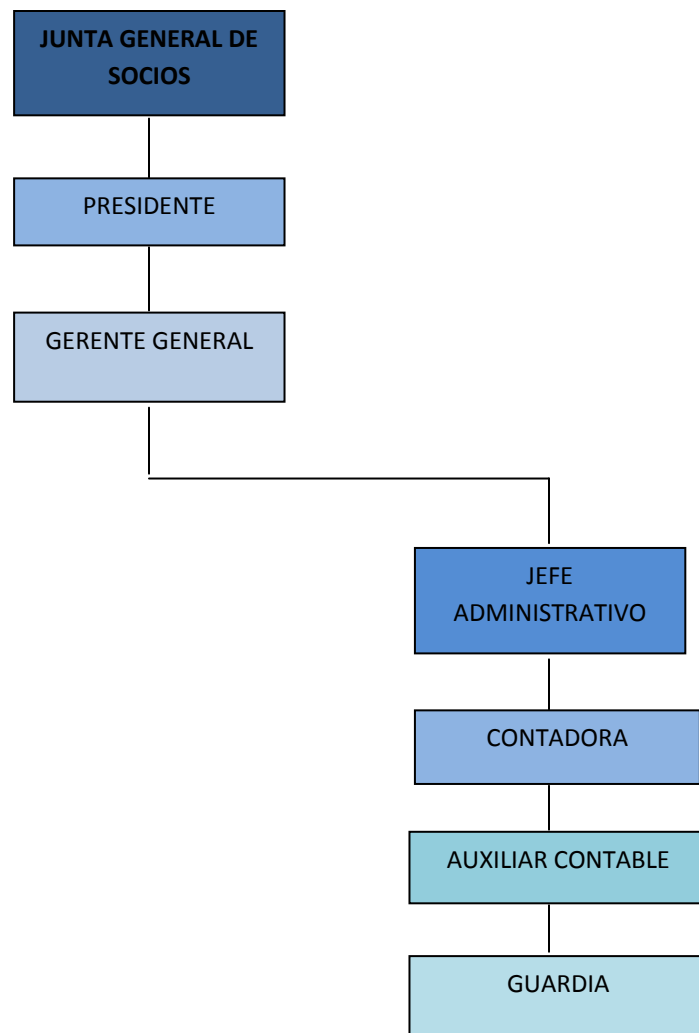 JUNTA GENERAL DE
SOCIOS
PRESIDENTE
GERENTE GENERAL
JEFE
ADMINISTRATIVO
CONTADORA
AUXILIAR CONTABLE
GUARDIA